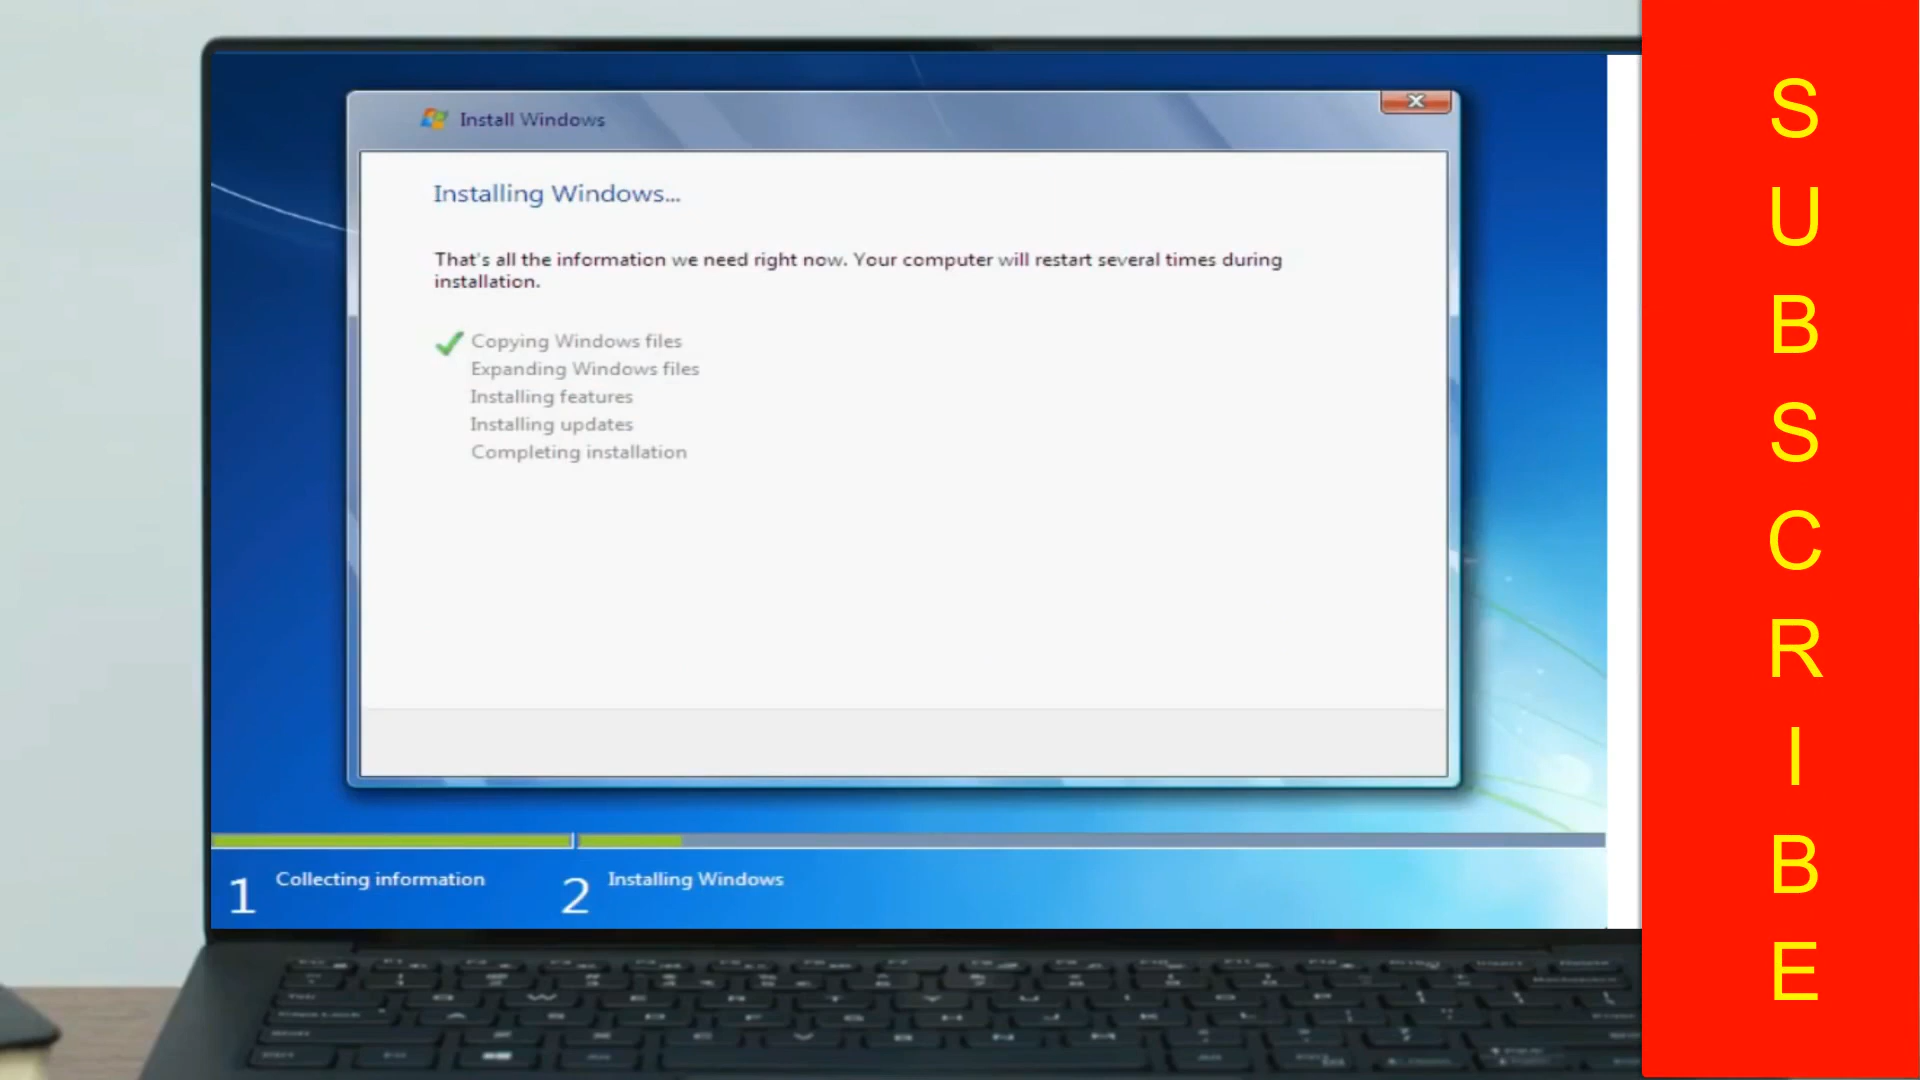 Install Windows
Installing Windows...
That's all the information we need right now. Your computer will restart several times during
installation.
Copying Windows files
Expanding Windows files
Installing features
Installing updates
Completing installation
1 Collecting information
2 Installing Windows
S
U
B
S
C
R
I
B
E